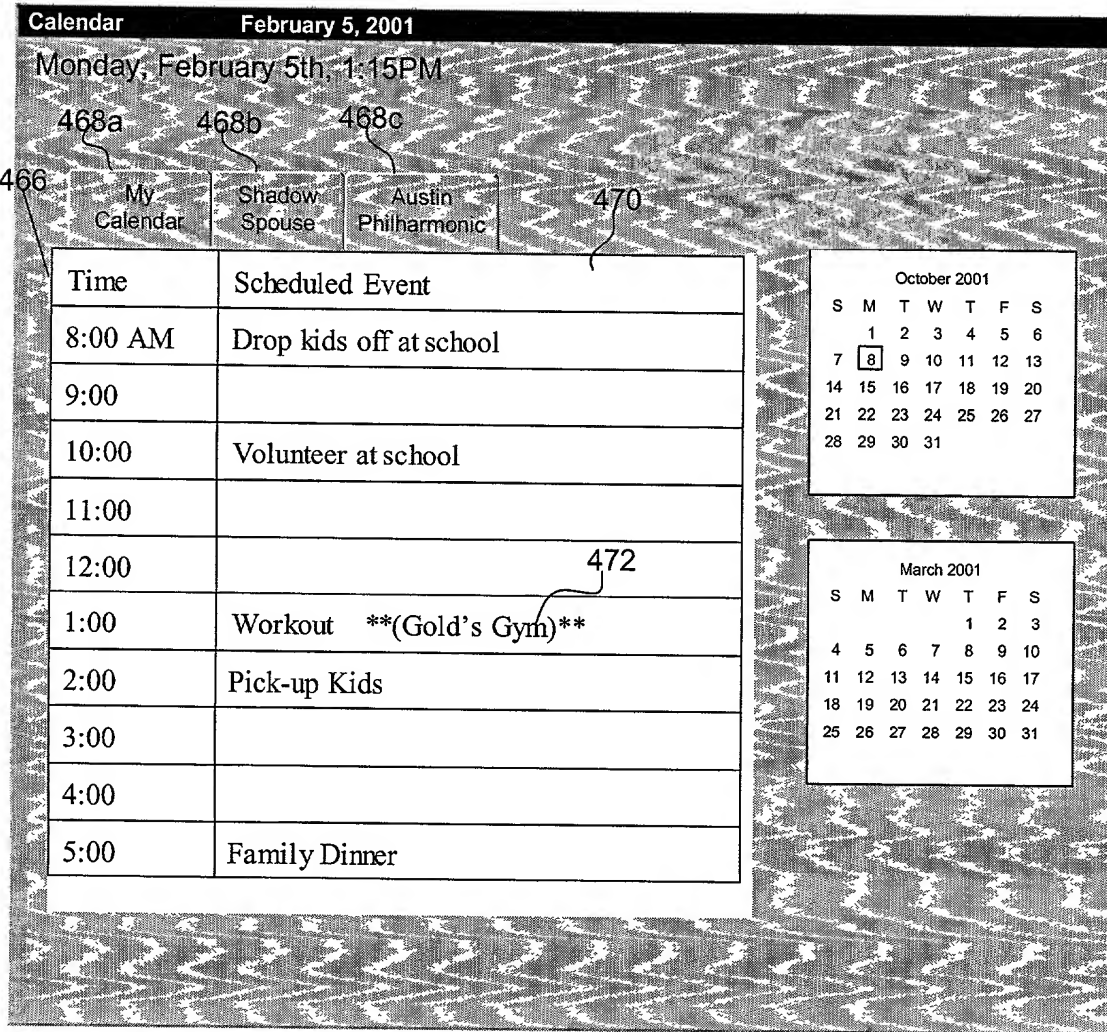 Calendar February 5, 2001
Monday, February 5th, 1:15PM
468a 468b 468c
466 My Calendar Shadow Spouse Austin Philharmonic 470
Time Scheduled Event
8:00 AM Drop kids off at school
9:00
10:00 Volunteer at school
11:00
12:00 472
1:00 Workout **(Gold's Gym)**
2:00 Pick-up Kids
3:00
4:00
5:00 Family Dinner
October 2001
S M T W T F S
1 2 3 4 5 6
7 8 9 10 11 12 13
14 15 16 17 18 19 20
21 22 23 24 25 26 27
28 29 30 31
March 2001
S M T W T F S
1 2 3
4 5 6 7 8 9 10
11 12 13 14 15 16 17
18 19 20 21 22 23 24
25 26 27 28 29 30 31